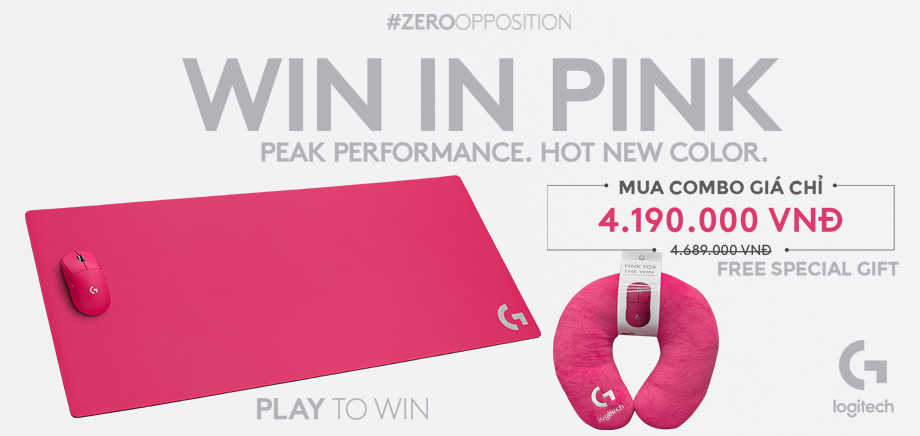 #ZEROOPPOSITION
WIN IN PINK
PEAK PERFORMANCE. HOT NEW COLOR.
MUA COMBO GIÁ CHỈ
4.190.000 VNĐ
4.689.000 VNĐ
FREE SPECIAL GIFT
PINK FOR
THE WIN
logitech
PLAY TO WIN
logitech